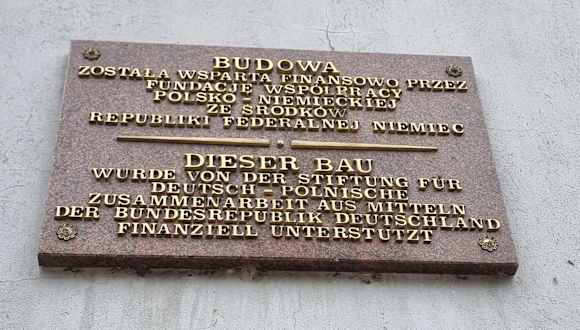 BUDOWA
ZOSTAŁA WSPARTA FINANSOWO PRZEZ
FUNDACJĘ WSPÓŁPRACY
POLSKO - NIEMIECKIEJ
ZE ŚRODKÓW
REPUBLIKI FEDERALNEJ NIEMIEC
DIESER BAU
WURDE VON DER STIFTUNG FÜR
DEUTSCH - POLNISCHE
ZUSAMMENARBEIT AUS MITTELN
DER BUNDESREPUBLIK DEUTSCHLAND
FINANZIELL UNTERSTÜTZT